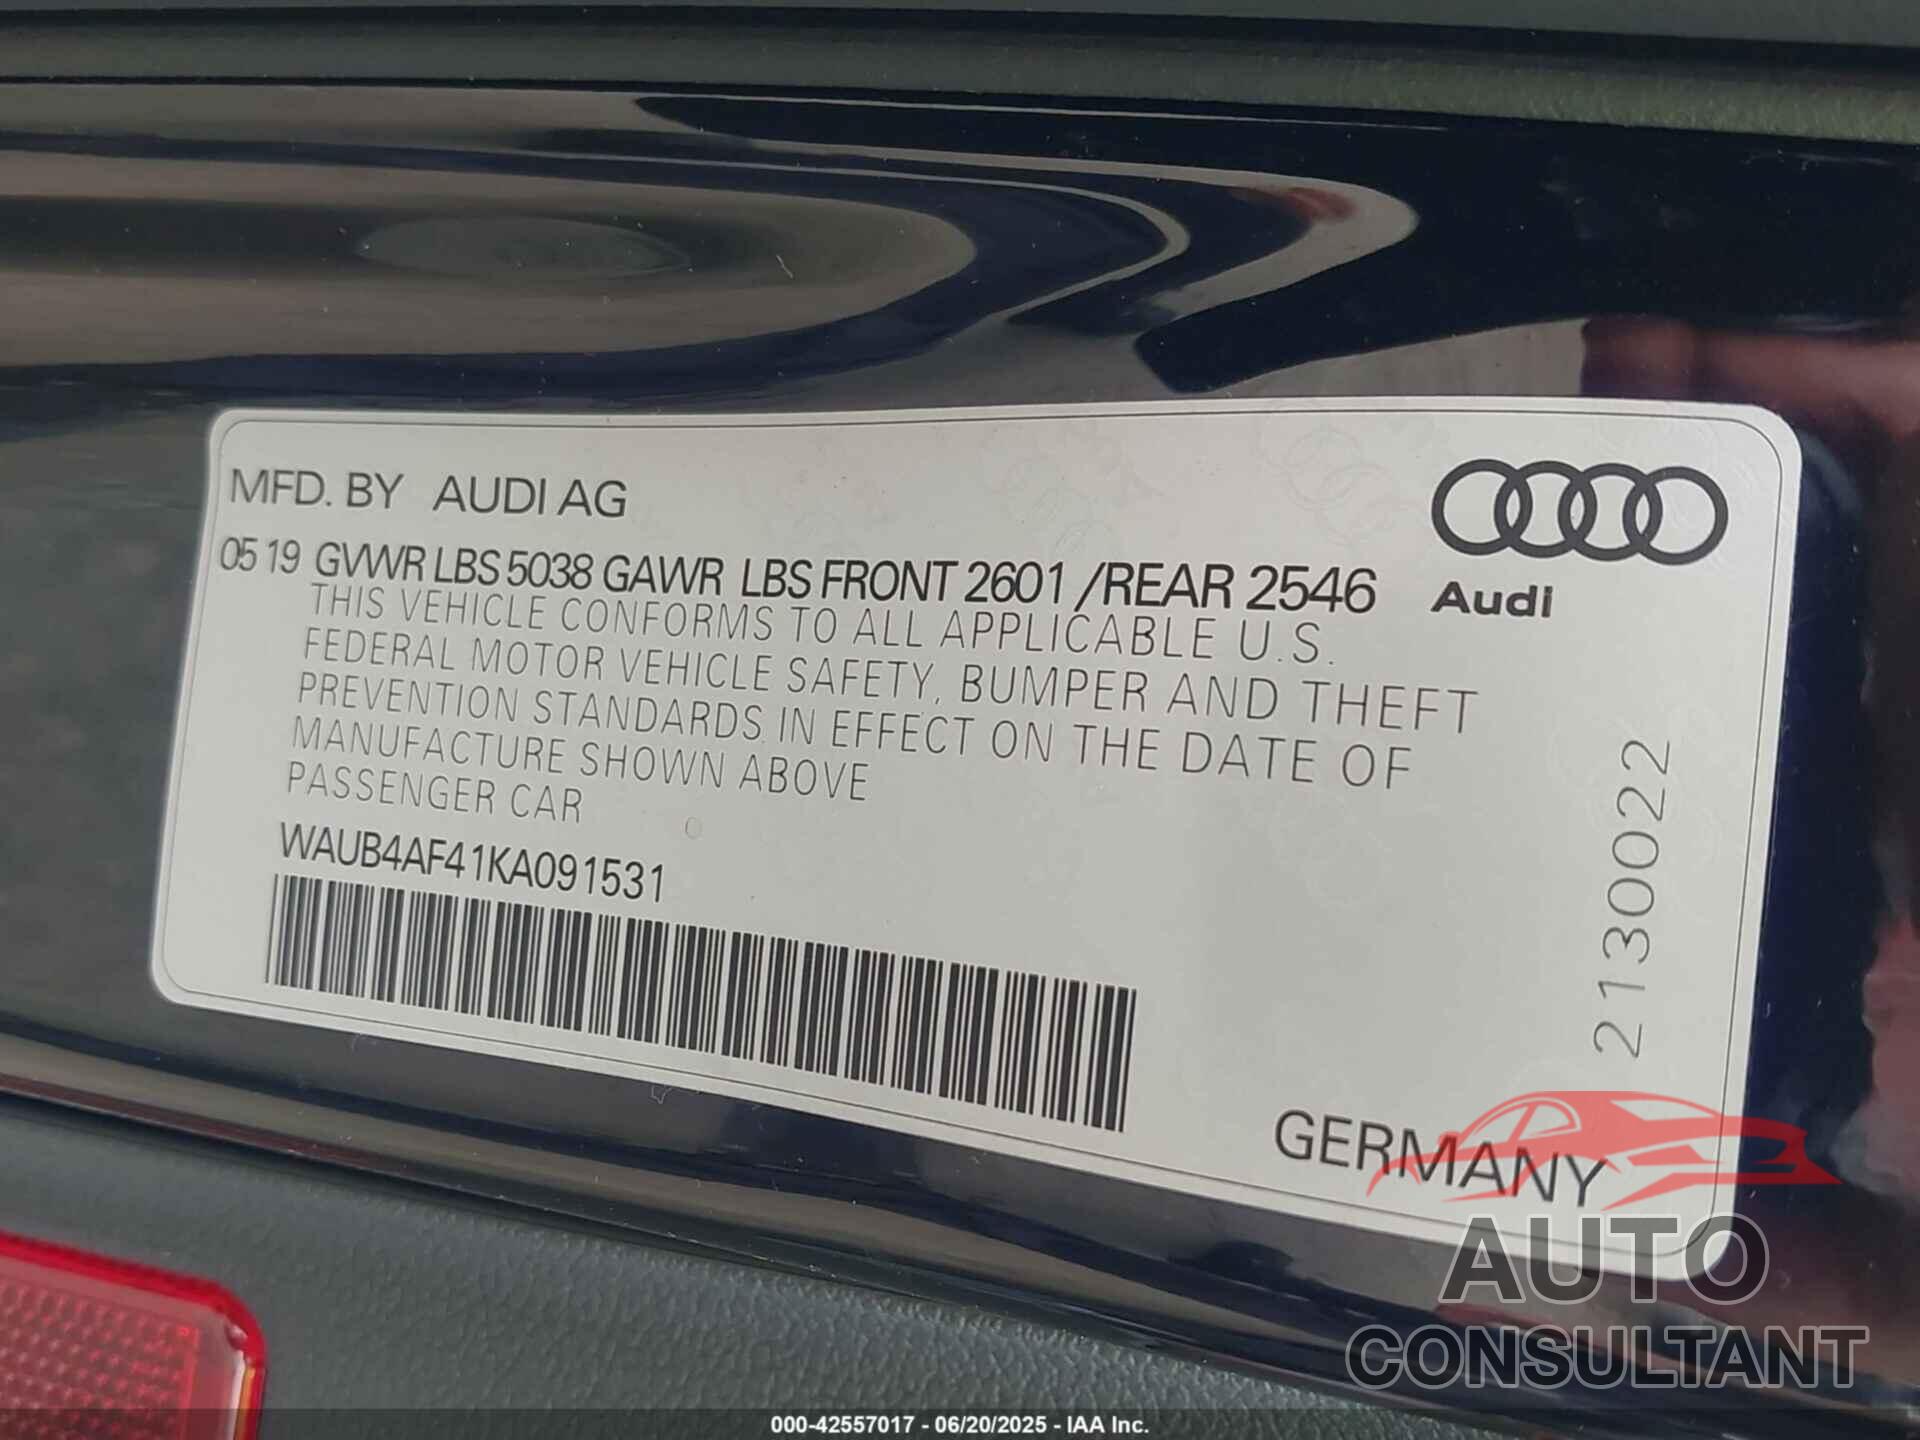 MFD. BY AUDI AG
05 19 GVWR LBS 5038 GAWR LBS FRONT 2601 /REAR 2546
Audi
THIS VEHICLE CONFORMS TO ALL APPLICABLE U.S.
FEDERAL MOTOR VEHICLE SAFETY, BUMPER AND THEFT
PREVENTION STANDARDS IN EFFECT ON THE DATE OF
MANUFACTURE SHOWN ABOVE
PASSENGER CAR
WAUB4AF41KA091531
2130022
GERMANY
AUTO
CONSULTANT
000-42557017 - 06/20/2025 - IAA Inc.